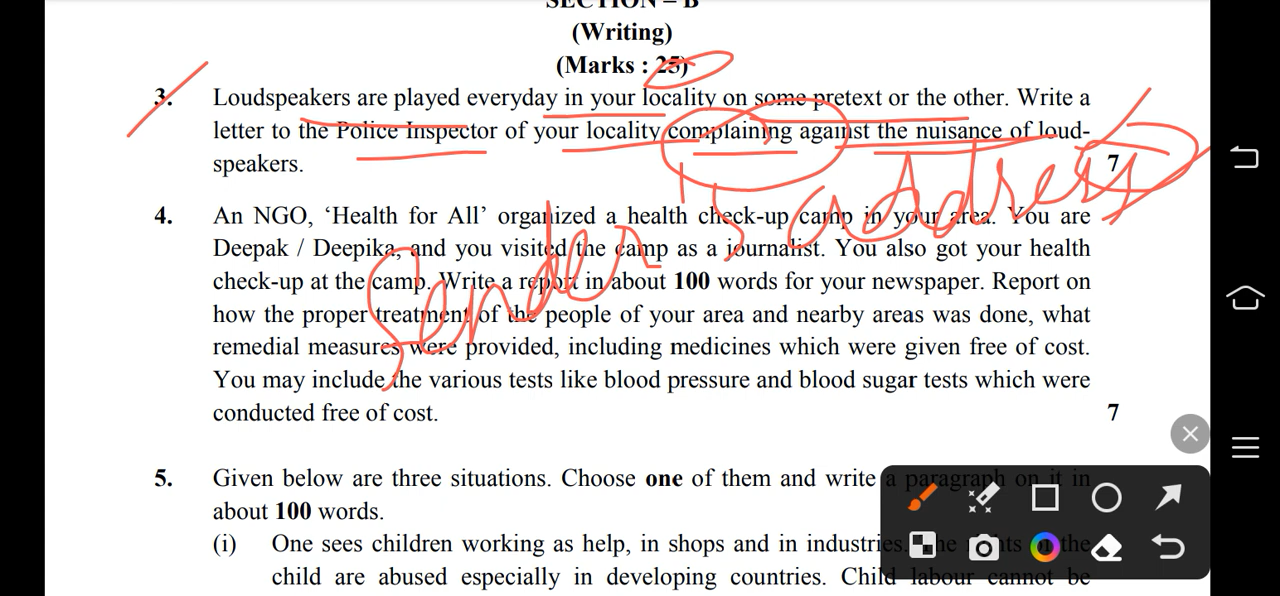 SECTION – B
(Writing)
(Marks : 25)
3. Loudspeakers are played everyday in your locality on some pretext or the other. Write a
letter to the Police Inspector of your locality complaining against the nuisance of loud-
speakers. 7
Sender's address
4. An NGO, ‘Health for All’ organized a health check-up camp in your area. You are
Deepak / Deepika, and you visited the camp as a journalist. You also got your health
check-up at the camp. Write a report in about 100 words for your newspaper. Report on
how the proper treatment of the people of your area and nearby areas was done, what
remedial measures were provided, including medicines which were given free of cost.
You may include the various tests like blood pressure and blood sugar tests which were
conducted free of cost. 7
5. Given below are three situations. Choose one of them and write a paragraph on it in
about 100 words.
(i) One sees children working as help, in shops and in industries. the
child are abused especially in developing countries. Child labour cannot be